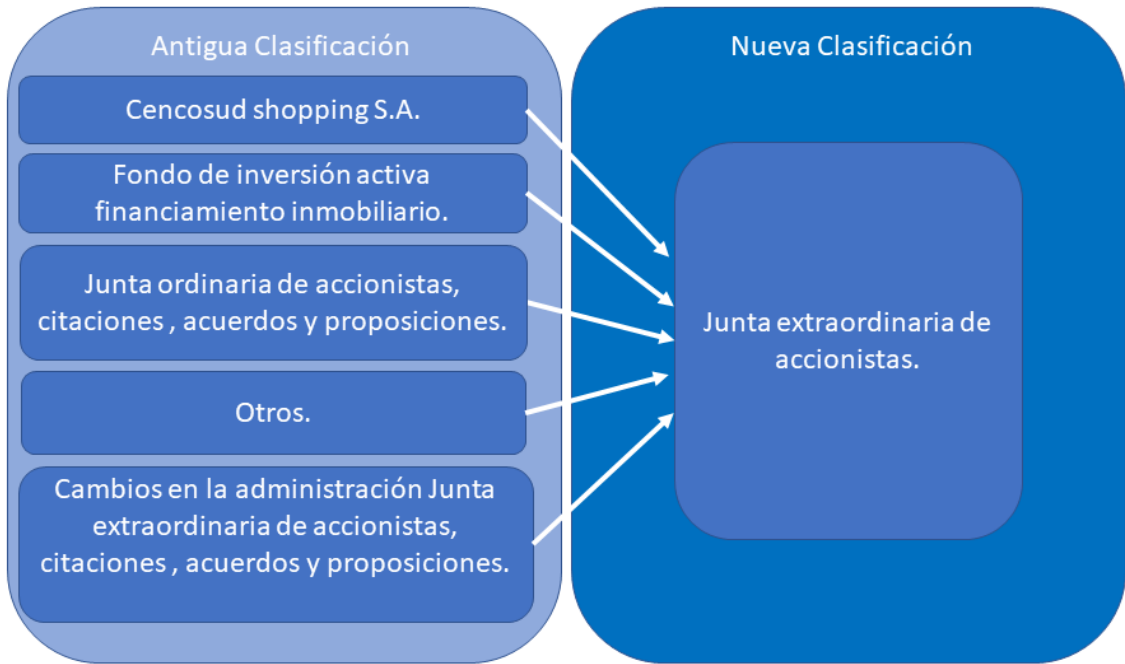 Antigua Clasificación
Cencosud shopping S.A.
Fondo de inversión activa
financiamiento inmobiliario.
Junta ordinaria de accionistas,
citaciones , acuerdos y proposiciones.
Otros.
Cambios en la administración Junta
extraordinaria de accionistas,
citaciones , acuerdos y proposiciones.
Nueva Clasificación
Junta extraordinaria de
accionistas.